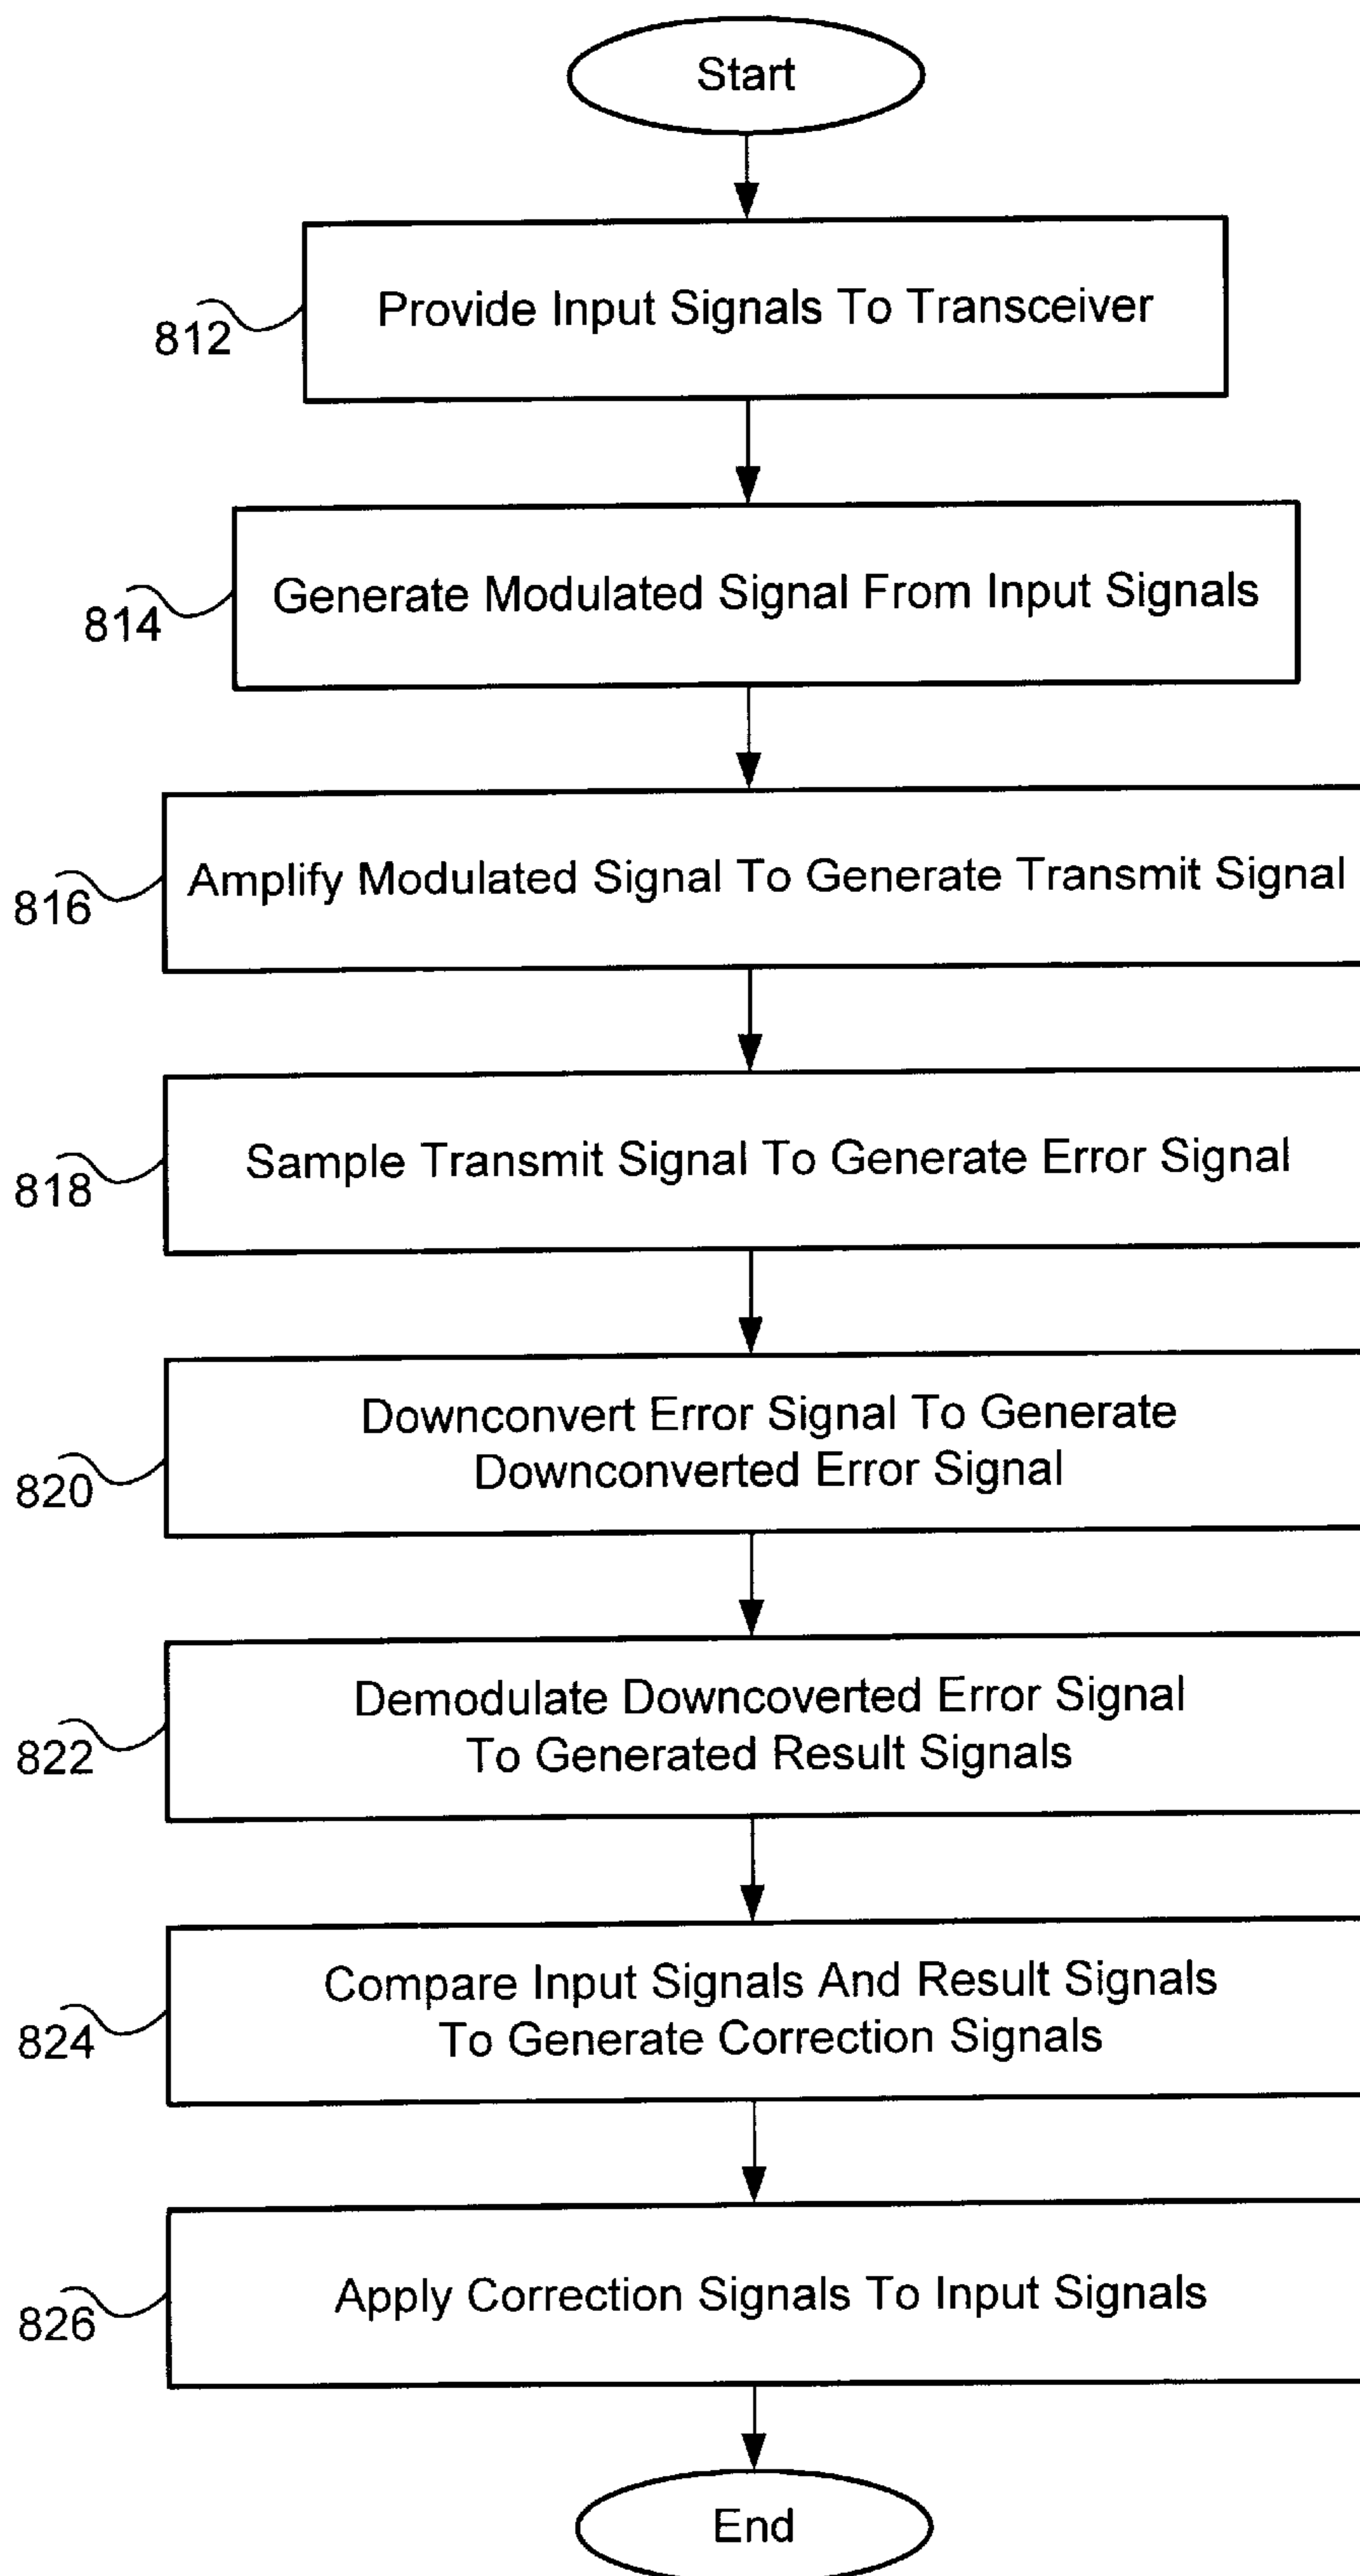 Start
812
Provide Input Signals To Transceiver
814
Generate Modulated Signal From Input Signals
816
Amplify Modulated Signal To Generate Transmit Signal
818
Sample Transmit Signal To Generate Error Signal
820
Downconvert Error Signal To Generate
Downconverted Error Signal
822
Demodulate Downcoverted Error Signal
To Generated Result Signals
824
Compare Input Signals And Result Signals
To Generate Correction Signals
826
Apply Correction Signals To Input Signals
End